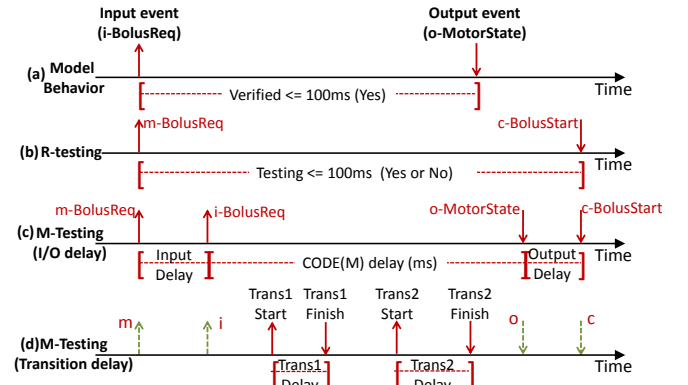 Input event
(i-BolusReq)
Output event
(o-MotorState)
(a) Model
Behavior
Verified <= 100ms (Yes)
Time
m-BolusReq
c-BolusStart
(b) R-testing
Testing <= 100ms (Yes or No)
Time
m-BolusReq
i-BolusReq
o-MotorState
c-BolusStart
(c) M-Testing
(I/O delay)
Input
Delay
CODE(M) delay (ms)
Output
Delay
Time
Trans1
Start
Trans1
Finish
Trans2
Start
Trans2
Finish
m
i
o
c
(d)M-Testing
(Transition delay)
Trans1
Delay
Trans2
Delay
Time